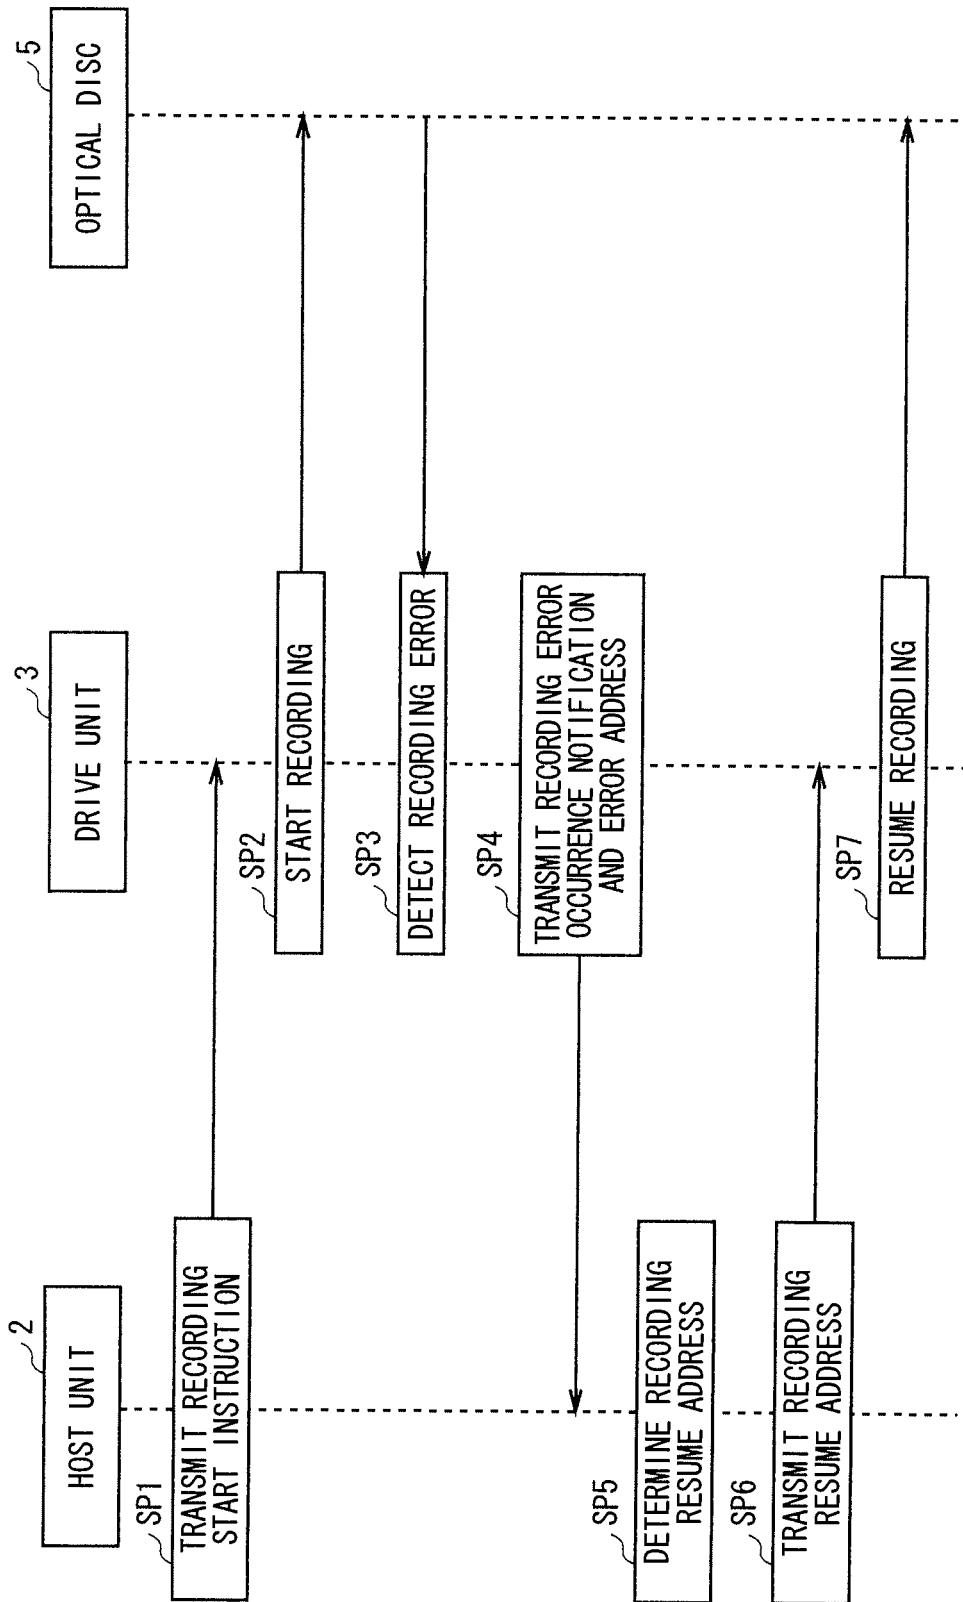 HOST UNIT
2
DRIVE UNIT
3
OPTICAL DISC
5
SP1
TRANSMIT RECORDING
START INSTRUCTION
SP2
START RECORDING
SP3
DETECT RECORDING ERROR
SP4
TRANSMIT RECORDING ERROR
OCCURRENCE NOTIFICATION
AND ERROR ADDRESS
SP5
DETERMINE RECORDING
RESUME ADDRESS
SP6
TRANSMIT RECORDING
RESUME ADDRESS
SP7
RESUME RECORDING